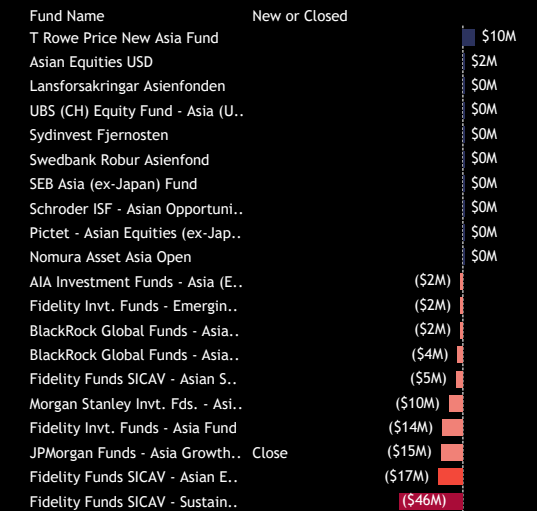 Fund Name New or Closed
T Rowe Price New Asia Fund $10M
Asian Equities USD $2M
Lansforsakringar Asienfonden $0M
UBS (CH) Equity Fund - Asia (U.. $0M
Sydinvest Fjernosten $0M
Swedbank Robur Asienfond $0M
SEB Asia (ex-Japan) Fund $0M
Schroder ISF - Asian Opportuni.. $0M
Pictet - Asian Equities (ex-Jap.. $0M
Nomura Asset Asia Open $0M
AIA Investment Funds - Asia (E.. ($2M)
Fidelity Invt. Funds - Emergin.. ($2M)
BlackRock Global Funds - Asia.. ($2M)
BlackRock Global Funds - Asia.. ($4M)
Fidelity Funds SICAV - Asian S.. ($5M)
Morgan Stanley Invt. Fds. - Asi.. ($10M)
Fidelity Invt. Funds - Asia Fund ($14M)
JPMorgan Funds - Asia Growth.. Close ($15M)
Fidelity Funds SICAV - Asian E.. ($17M)
Fidelity Funds SICAV - Sustain.. ($46M)